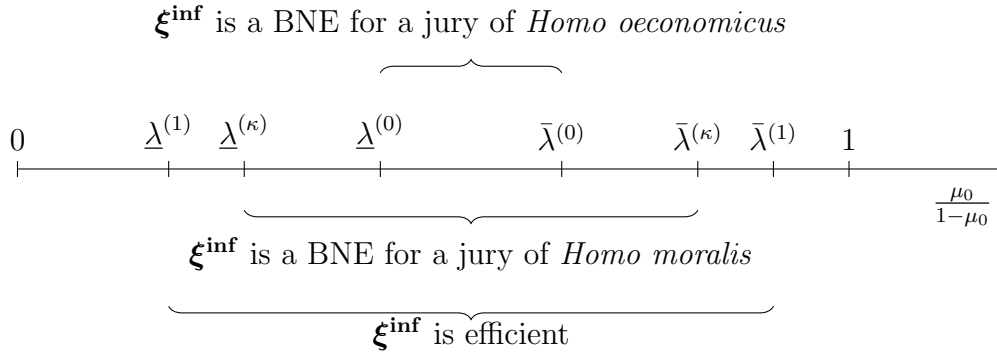 ξ^inf is a BNE for a jury of Homo oeconomicus
0 λ̲^(1) λ̲^(κ) λ̲^(0) λ̄^(0) λ̄^(κ) λ̄^(1) 1
μ₀/(1−μ₀)
ξ^inf is a BNE for a jury of Homo moralis
ξ^inf is efficient